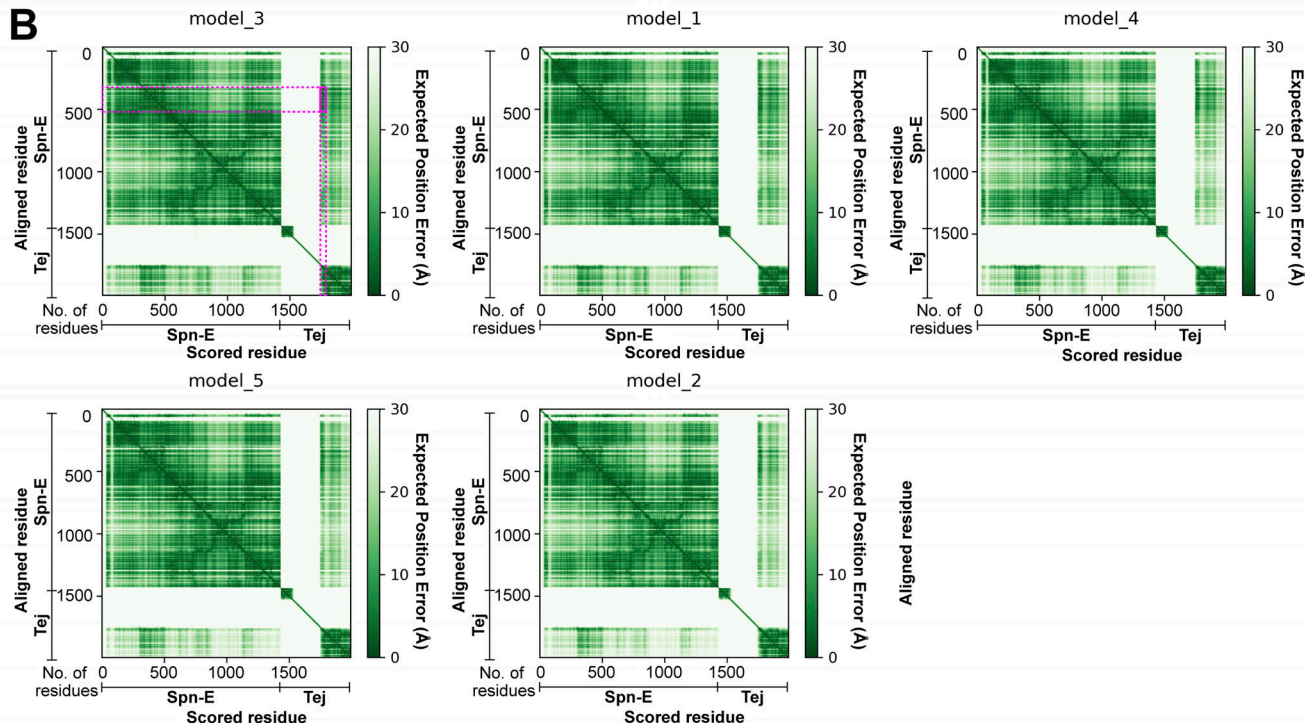 B
model_3
0
500
1000
1500
Aligned residue
Spn-E
Tej
No. of
residues
0 500 1000 1500
Spn-E Tej
Scored residue
30
20
10
0
Expected Position Error (Å)
model_1
0
500
1000
1500
Aligned residue
Spn-E
Tej
No. of
residues
0 500 1000 1500
Spn-E Tej
Scored residue
30
20
10
0
Expected Position Error (Å)
model_4
0
500
1000
1500
Aligned residue
Spn-E
Tej
No. of
residues
0 500 1000 1500
Spn-E Tej
Scored residue
30
20
10
0
Expected Position Error (Å)
model_5
0
500
1000
1500
Aligned residue
Spn-E
Tej
No. of
residues
0 500 1000 1500
Spn-E Tej
Scored residue
30
20
10
0
Expected Position Error (Å)
model_2
0
500
1000
1500
Aligned residue
Spn-E
Tej
No. of
residues
0 500 1000 1500
Spn-E Tej
Scored residue
30
20
10
0
Expected Position Error (Å)
Aligned residue